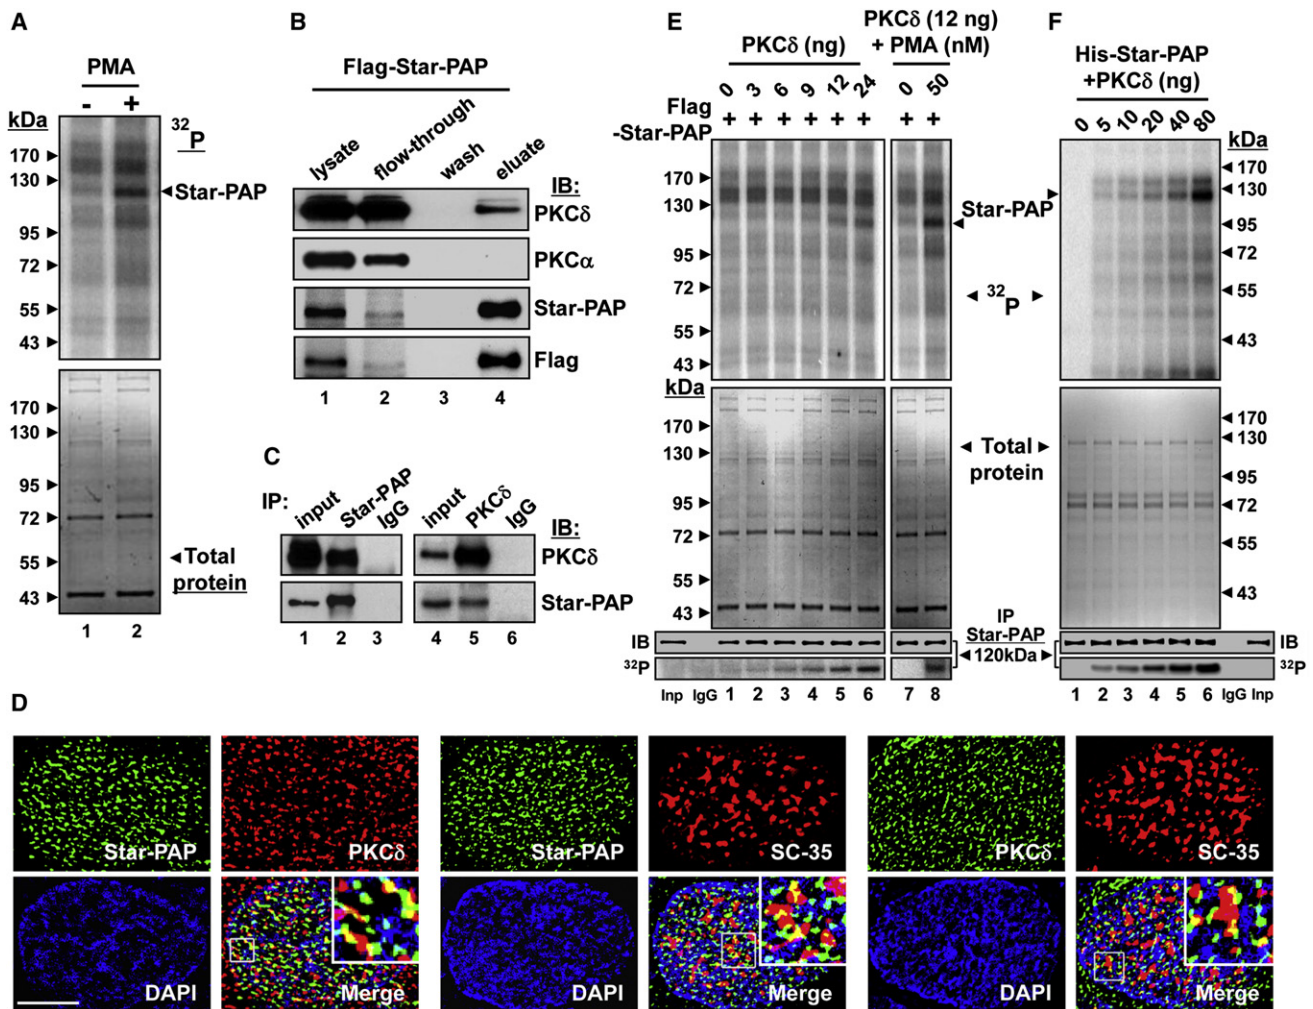 A
PMA
- +
kDa
32P
170
130
Star-PAP
95
72
55
43
170
130
95
72
55
Total
protein
43
1 2
B
Flag-Star-PAP
lysate flow-through wash eluate
IB:
PKCδ
PKCα
Star-PAP
Flag
1 2 3 4
C
IP: input Star-PAP IgG input PKCδ IgG
IB:
PKCδ
Star-PAP
1 2 3 4 5 6
E
PKCδ (ng)
PKCδ (12 ng)
+ PMA (nM)
0 3 6 9 12 24 0 50
Flag
-Star-PAP + + + + + + + +
170
130
95
72
55
43
Star-PAP
32P
kDa
170
130
95
72
55
43
Total
protein
IP
Star-PAP
120kDa
IB
32P
Inp IgG 1 2 3 4 5 6 7 8
F
His-Star-PAP
+PKCδ (ng)
0 5 10 20 40 80
kDa
170
130
95
72
55
43
170
130
95
72
55
43
IB
32P
1 2 3 4 5 6 IgG Inp
D
Star-PAP PKCδ Star-PAP SC-35 PKCδ SC-35
DAPI Merge DAPI Merge DAPI Merge